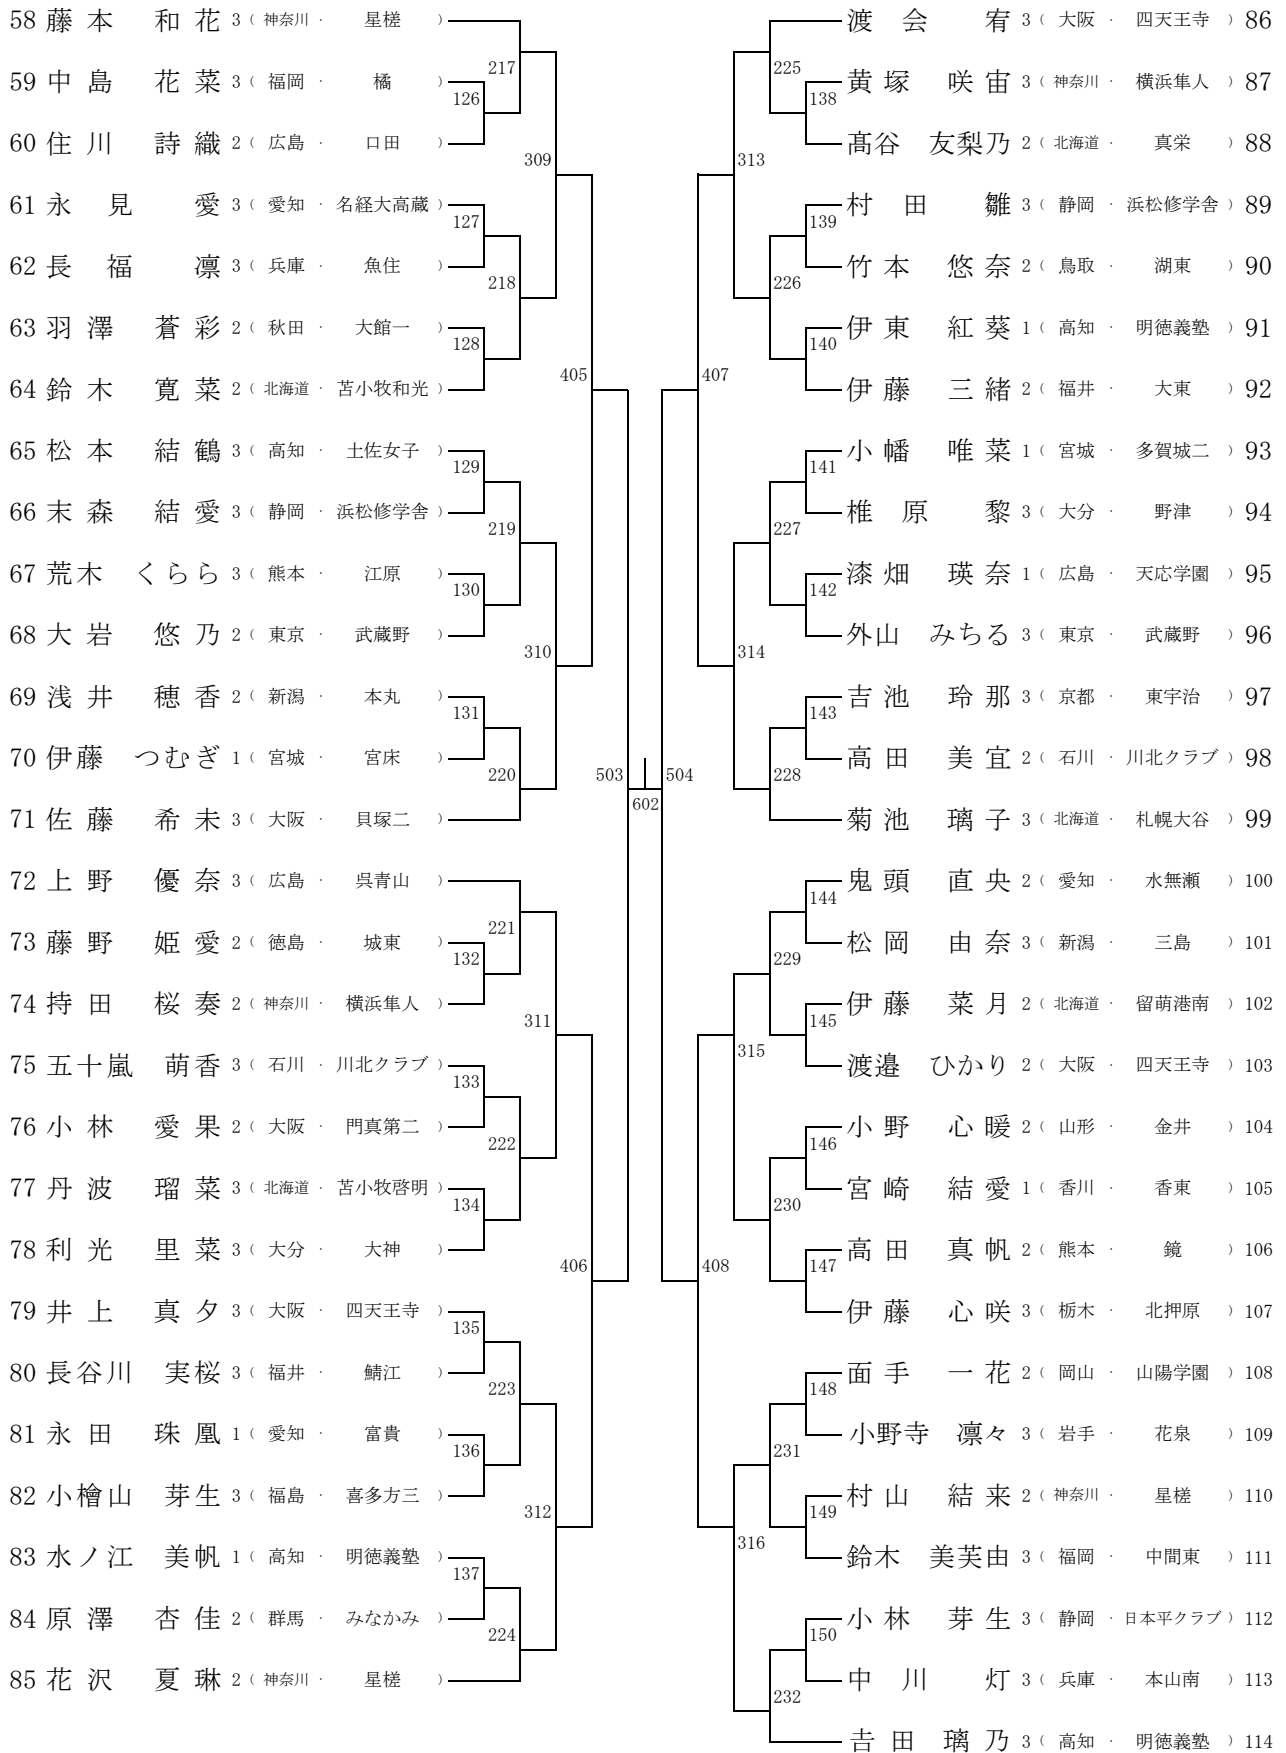 58 藤本 和花 3（神奈川・星槎）
59 中島 花菜 3（福岡・橘）
60 住川 詩織 2（広島・口田）
61 永見 愛 3（愛知・名経大高蔵）
62 長福 凛 3（兵庫・魚住）
63 羽澤 蒼彩 2（秋田・大館一）
64 鈴木 寛菜 2（北海道・苫小牧和光）
65 松本 結鶴 3（高知・土佐女子）
66 末森 結愛 3（静岡・浜松修学舎）
67 荒木 くらら 3（熊本・江原）
68 大岩 悠乃 2（東京・武蔵野）
69 浅井 穂香 2（新潟・本丸）
70 伊藤 つむぎ 1（宮城・宮床）
71 佐藤 希未 3（大阪・貝塚二）
72 上野 優奈 3（広島・呉青山）
73 藤野 姫愛 2（徳島・城東）
74 持田 桜奏 2（神奈川・横浜隼人）
75 五十嵐 萌香 3（石川・川北クラブ）
76 小林 愛果 2（大阪・門真第二）
77 丹波 瑠菜 3（北海道・苫小牧啓明）
78 利光 里菜 3（大分・大神）
79 井上 真夕 3（大阪・四天王寺）
80 長谷川 実桜 3（福井・鯖江）
81 永田 珠凰 1（愛知・富貴）
82 小檜山 芽生 3（福島・喜多方三）
83 水ノ江 美帆 1（高知・明徳義塾）
84 原澤 杏佳 2（群馬・みなかみ）
85 花沢 夏琳 2（神奈川・星槎）
126
127
128
129
130
131
132
133
134
135
136
137
217
218
219
220
221
222
223
224
309
310
311
312
405
406
503
602
504
407
408
313
314
315
316
225
226
227
228
229
230
231
232
138
139
140
141
142
143
144
145
146
147
148
149
150
渡会 宥 3（大阪・四天王寺）86
黄塚 咲宙 3（神奈川・横浜隼人）87
髙谷 友梨乃 2（北海道・真栄）88
村田 雛 3（静岡・浜松修学舎）89
竹本 悠奈 2（鳥取・湖東）90
伊東 紅葵 1（高知・明徳義塾）91
伊藤 三緒 2（福井・大東）92
小幡 唯菜 1（宮城・多賀城二）93
椎原 黎 3（大分・野津）94
漆畑 瑛奈 1（広島・天応学園）95
外山 みちる 3（東京・武蔵野）96
吉池 玲那 3（京都・東宇治）97
高田 美宜 2（石川・川北クラブ）98
菊池 璃子 3（北海道・札幌大谷）99
鬼頭 直央 2（愛知・水無瀬）100
松岡 由奈 3（新潟・三島）101
伊藤 菜月 2（北海道・留萌港南）102
渡邉 ひかり 2（大阪・四天王寺）103
小野 心暖 2（山形・金井）104
宮崎 結愛 1（香川・香東）105
高田 真帆 2（熊本・鏡）106
伊藤 心咲 3（栃木・北押原）107
面手 一花 2（岡山・山陽学園）108
小野寺 凛々 3（岩手・花泉）109
村山 結来 2（神奈川・星槎）110
鈴木 美芙由 3（福岡・中間東）111
小林 芽生 3（静岡・日本平クラブ）112
中川 灯 3（兵庫・本山南）113
𠮷田 璃乃 3（高知・明徳義塾）114